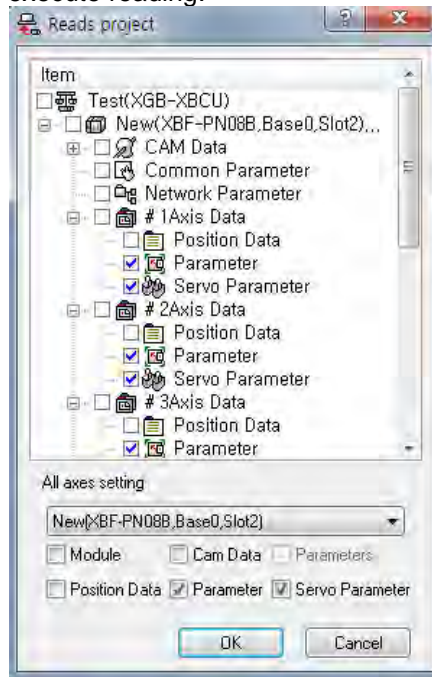 execute reading.
Reads project
Item
Test(XGB-XBCU)
New(XBF-PN08B,Base0,Slot2),,,
CAM Data
Common Parameter
Network Parameter
# 1Axis Data
Position Data
Parameter
Servo Parameter
# 2Axis Data
Position Data
Parameter
Servo Parameter
# 3Axis Data
Position Data
Parameter
All axes setting
New(XBF-PN08B,Base0,Slot2)
Module Cam Data Parameters
Position Data Parameter Servo Parameter
OK Cancel